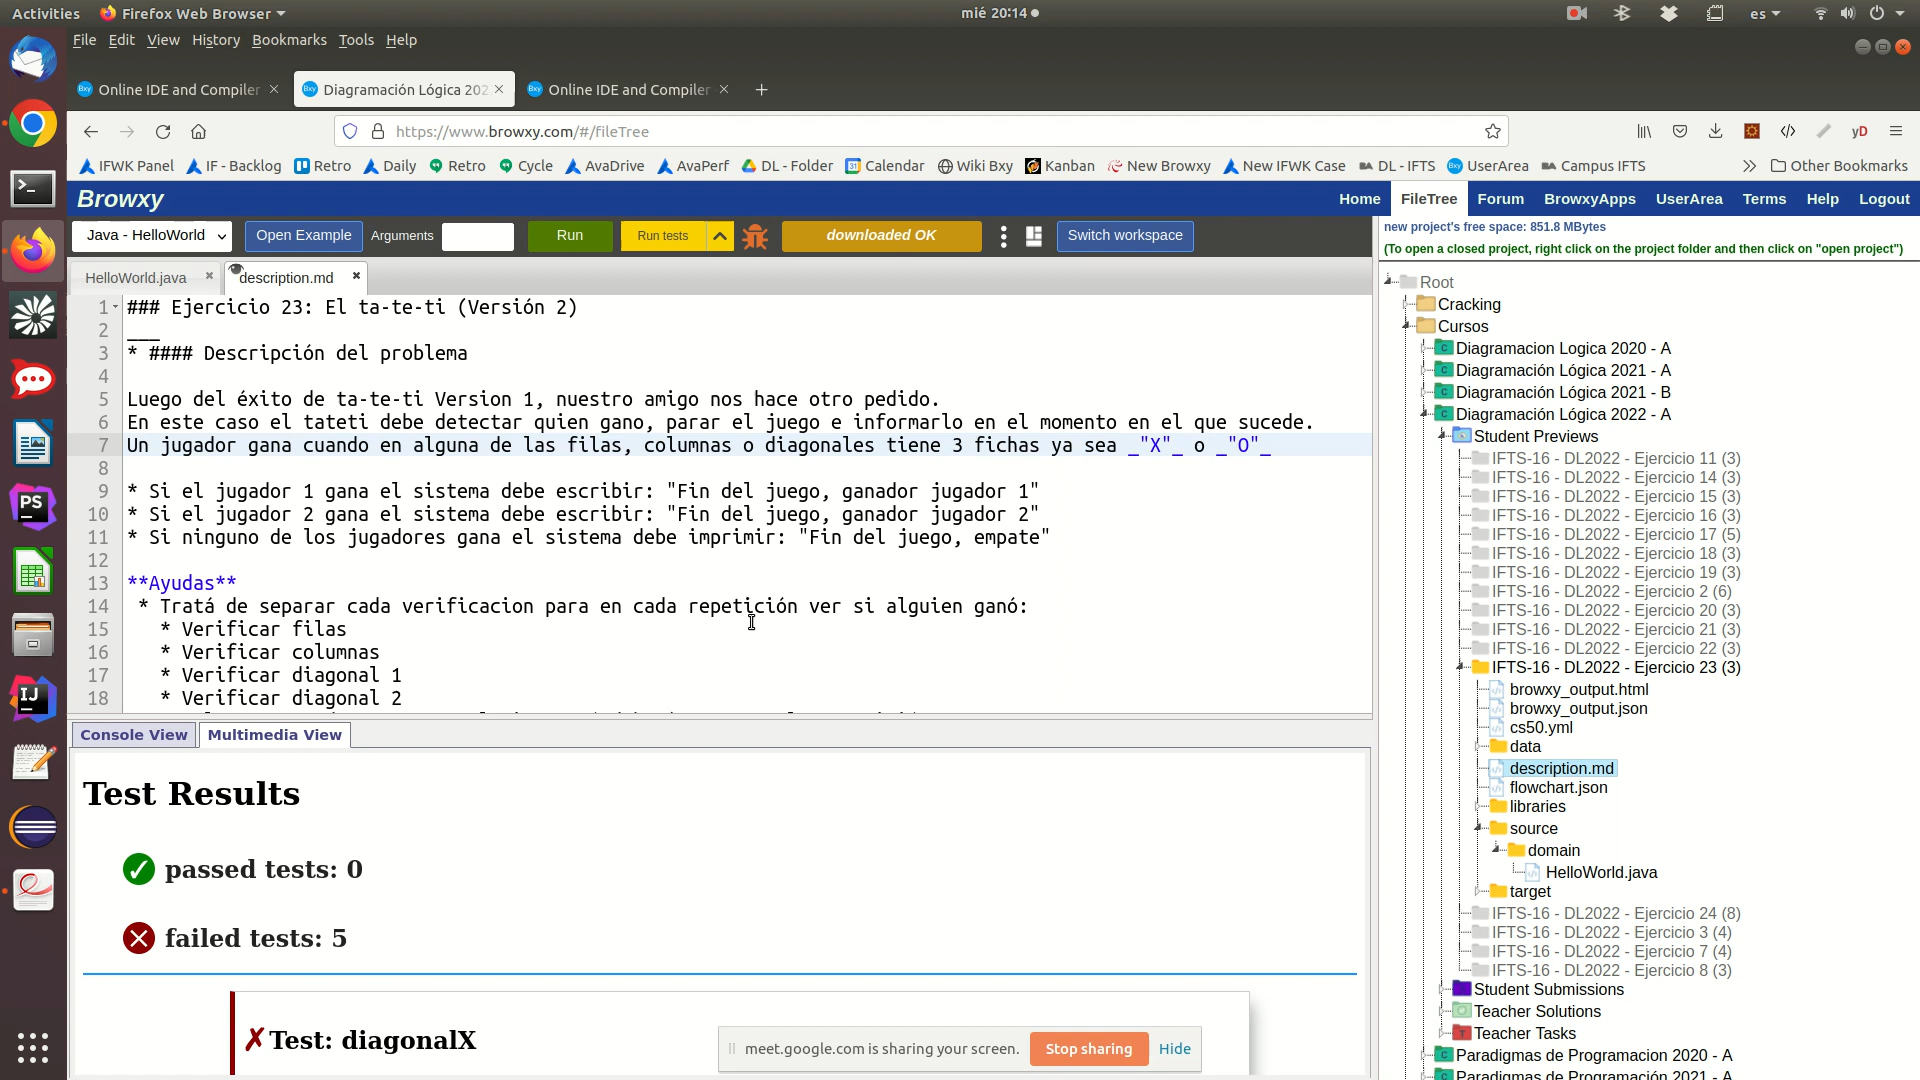 Activities Firefox Web Browser mié 20:14 es
File Edit View History Bookmarks Tools Help
Online IDE and Compiler Diagramación Lógica 202 Online IDE and Compiler
https://www.browxy.com/#/fileTree yD
IFWK Panel IF - Backlog Retro Daily Retro Cycle AvaDrive AvaPerf DL - Folder Calendar Wiki Bxy Kanban New Browxy New IFWK Case DL - IFTS UserArea Campus IFTS Other Bookmarks
Browxy Home FileTree Forum BrowxyApps UserArea Terms Help Logout
Java - HelloWorld Open Example Arguments Run Run tests downloaded OK Switch workspace
HelloWorld.java description.md
1 ### Ejercicio 23: El ta-te-ti (Versión 2)
2 ___
3 * #### Descripción del problema
4
5 Luego del éxito de ta-te-ti Version 1, nuestro amigo nos hace otro pedido.
6 En este caso el tateti debe detectar quien gano, parar el juego e informarlo en el momento en el que sucede.
7 Un jugador gana cuando en alguna de las filas, columnas o diagonales tiene 3 fichas ya sea _"X"_ o _"O"_
8
9 * Si el jugador 1 gana el sistema debe escribir: "Fin del juego, ganador jugador 1"
10 * Si el jugador 2 gana el sistema debe escribir: "Fin del juego, ganador jugador 2"
11 * Si ninguno de los jugadores gana el sistema debe imprimir: "Fin del juego, empate"
12
13 **Ayudas**
14 * Tratá de separar cada verificacion para en cada repetición ver si alguien ganó:
15 * Verificar filas
16 * Verificar columnas
17 * Verificar diagonal 1
18 * Verificar diagonal 2
Console View Multimedia View
Test Results
passed tests: 0
failed tests: 5
✗Test: diagonalX
meet.google.com is sharing your screen. Stop sharing Hide
new project's free space: 851.8 MBytes
(To open a closed project, right click on the project folder and then click on "open project")
Root
Cracking
Cursos
Diagramacion Logica 2020 - A
Diagramación Lógica 2021 - A
Diagramación Lógica 2021 - B
Diagramación Lógica 2022 - A
Student Previews
IFTS-16 - DL2022 - Ejercicio 11 (3)
IFTS-16 - DL2022 - Ejercicio 14 (3)
IFTS-16 - DL2022 - Ejercicio 15 (3)
IFTS-16 - DL2022 - Ejercicio 16 (3)
IFTS-16 - DL2022 - Ejercicio 17 (5)
IFTS-16 - DL2022 - Ejercicio 18 (3)
IFTS-16 - DL2022 - Ejercicio 19 (3)
IFTS-16 - DL2022 - Ejercicio 2 (6)
IFTS-16 - DL2022 - Ejercicio 20 (3)
IFTS-16 - DL2022 - Ejercicio 21 (3)
IFTS-16 - DL2022 - Ejercicio 22 (3)
IFTS-16 - DL2022 - Ejercicio 23 (3)
browxy_output.html
browxy_output.json
cs50.yml
data
description.md
flowchart.json
libraries
source
domain
HelloWorld.java
target
IFTS-16 - DL2022 - Ejercicio 24 (8)
IFTS-16 - DL2022 - Ejercicio 3 (4)
IFTS-16 - DL2022 - Ejercicio 7 (4)
IFTS-16 - DL2022 - Ejercicio 8 (3)
Student Submissions
Teacher Solutions
Teacher Tasks
Paradigmas de Programacion 2020 - A
Paradigmas de Programación 2021 - A